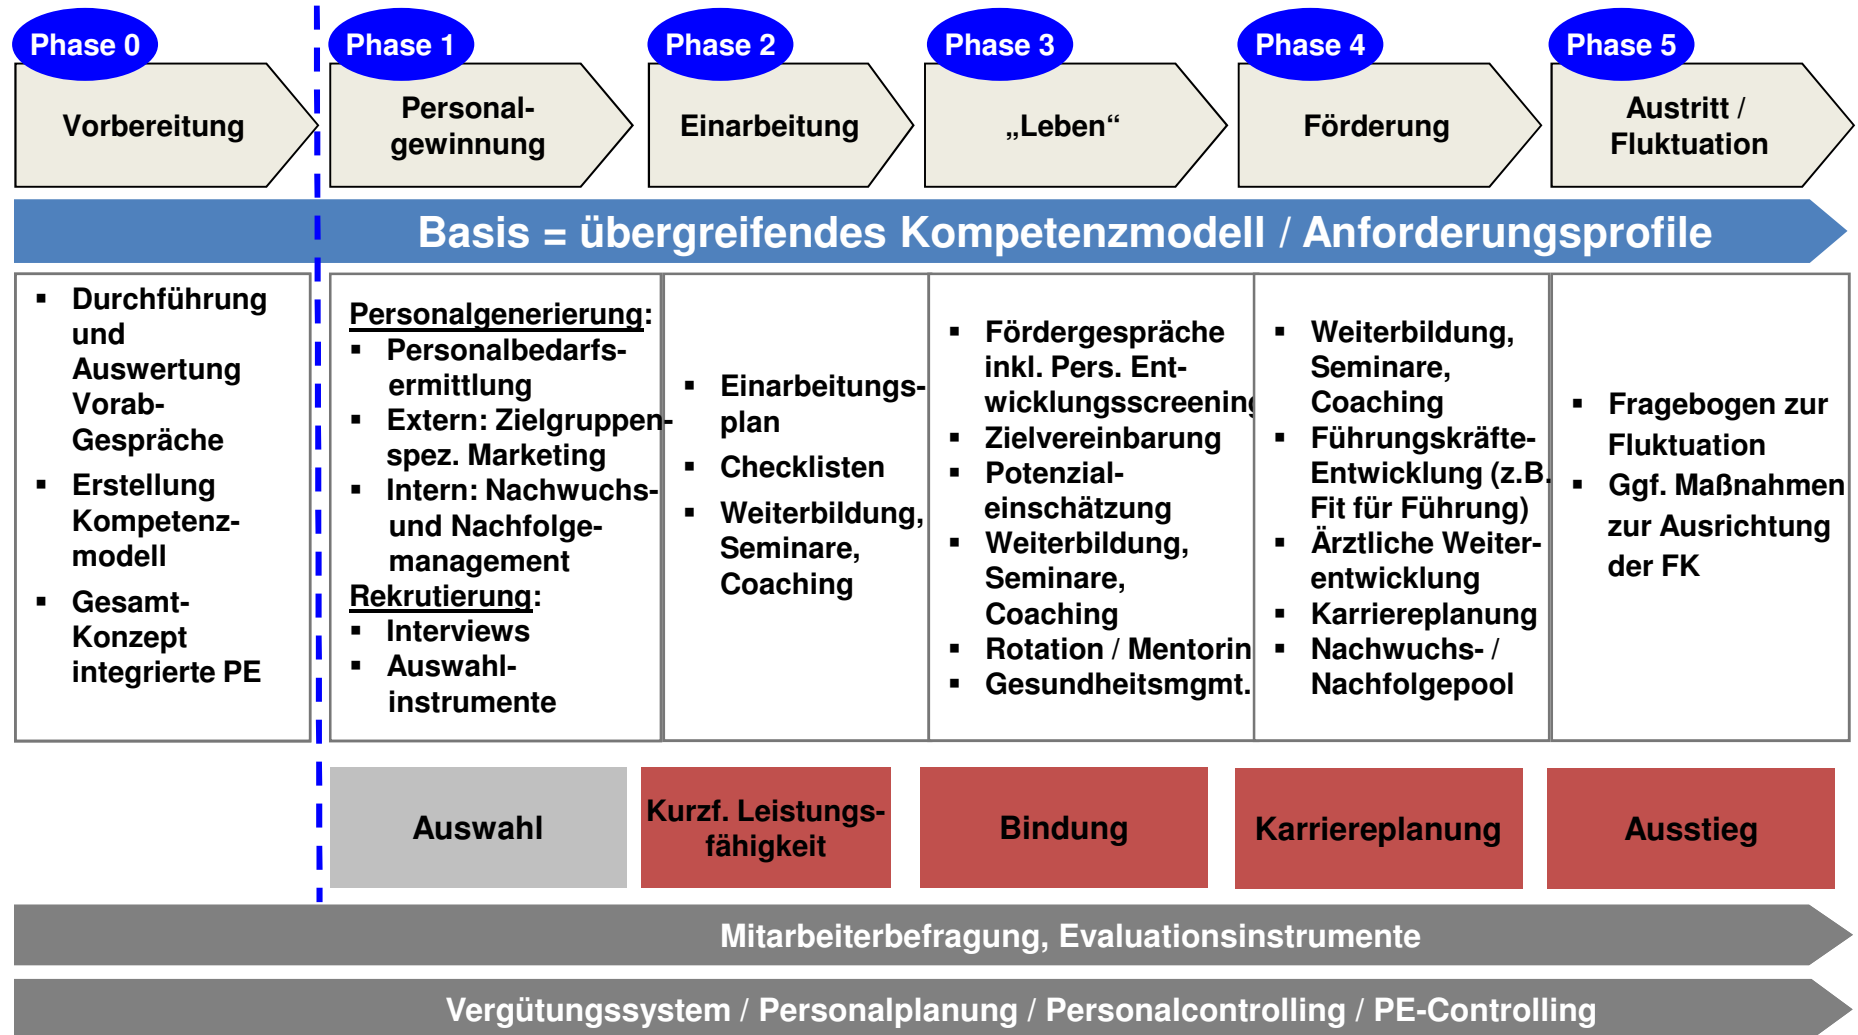 Phase 0
Phase 1
Phase 2
Phase 3
Phase 4
Phase 5
Vorbereitung
Personal-
gewinnung
Einarbeitung
„Leben“
Förderung
Austritt /
Fluktuation
Basis = übergreifendes Kompetenzmodell / Anforderungsprofile
▪ Durchführung
und
Auswertung
Vorab-
Gespräche
▪ Erstellung
Kompetenz-
modell
▪ Gesamt-
Konzept
integrierte PE
Personalgenerierung:
▪ Personalbedarfs-
ermittlung
▪ Extern: Zielgruppen-
spez. Marketing
▪ Intern: Nachwuchs-
und Nachfolge-
management
Rekrutierung:
▪ Interviews
▪ Auswahl-
instrumente
▪ Einarbeitungs-
plan
▪ Checklisten
▪ Weiterbildung,
Seminare,
Coaching
▪ Fördergespräche
inkl. Pers. Ent-
wicklungsscreening
▪ Zielvereinbarung
▪ Potenzial-
einschätzung
▪ Weiterbildung,
Seminare,
Coaching
▪ Rotation / Mentorin
▪ Gesundheitsmgmt.
▪ Weiterbildung,
Seminare,
Coaching
▪ Führungskräfte-
Entwicklung (z.B.
Fit für Führung)
▪ Ärztliche Weiter-
entwicklung
▪ Karriereplanung
▪ Nachwuchs- /
Nachfolgepool
▪ Fragebogen zur
Fluktuation
▪ Ggf. Maßnahmen
zur Ausrichtung
der FK
Auswahl
Kurzf. Leistungs-
fähigkeit
Bindung
Karriereplanung
Ausstieg
Mitarbeiterbefragung, Evaluationsinstrumente
Vergütungssystem / Personalplanung / Personalcontrolling / PE-Controlling